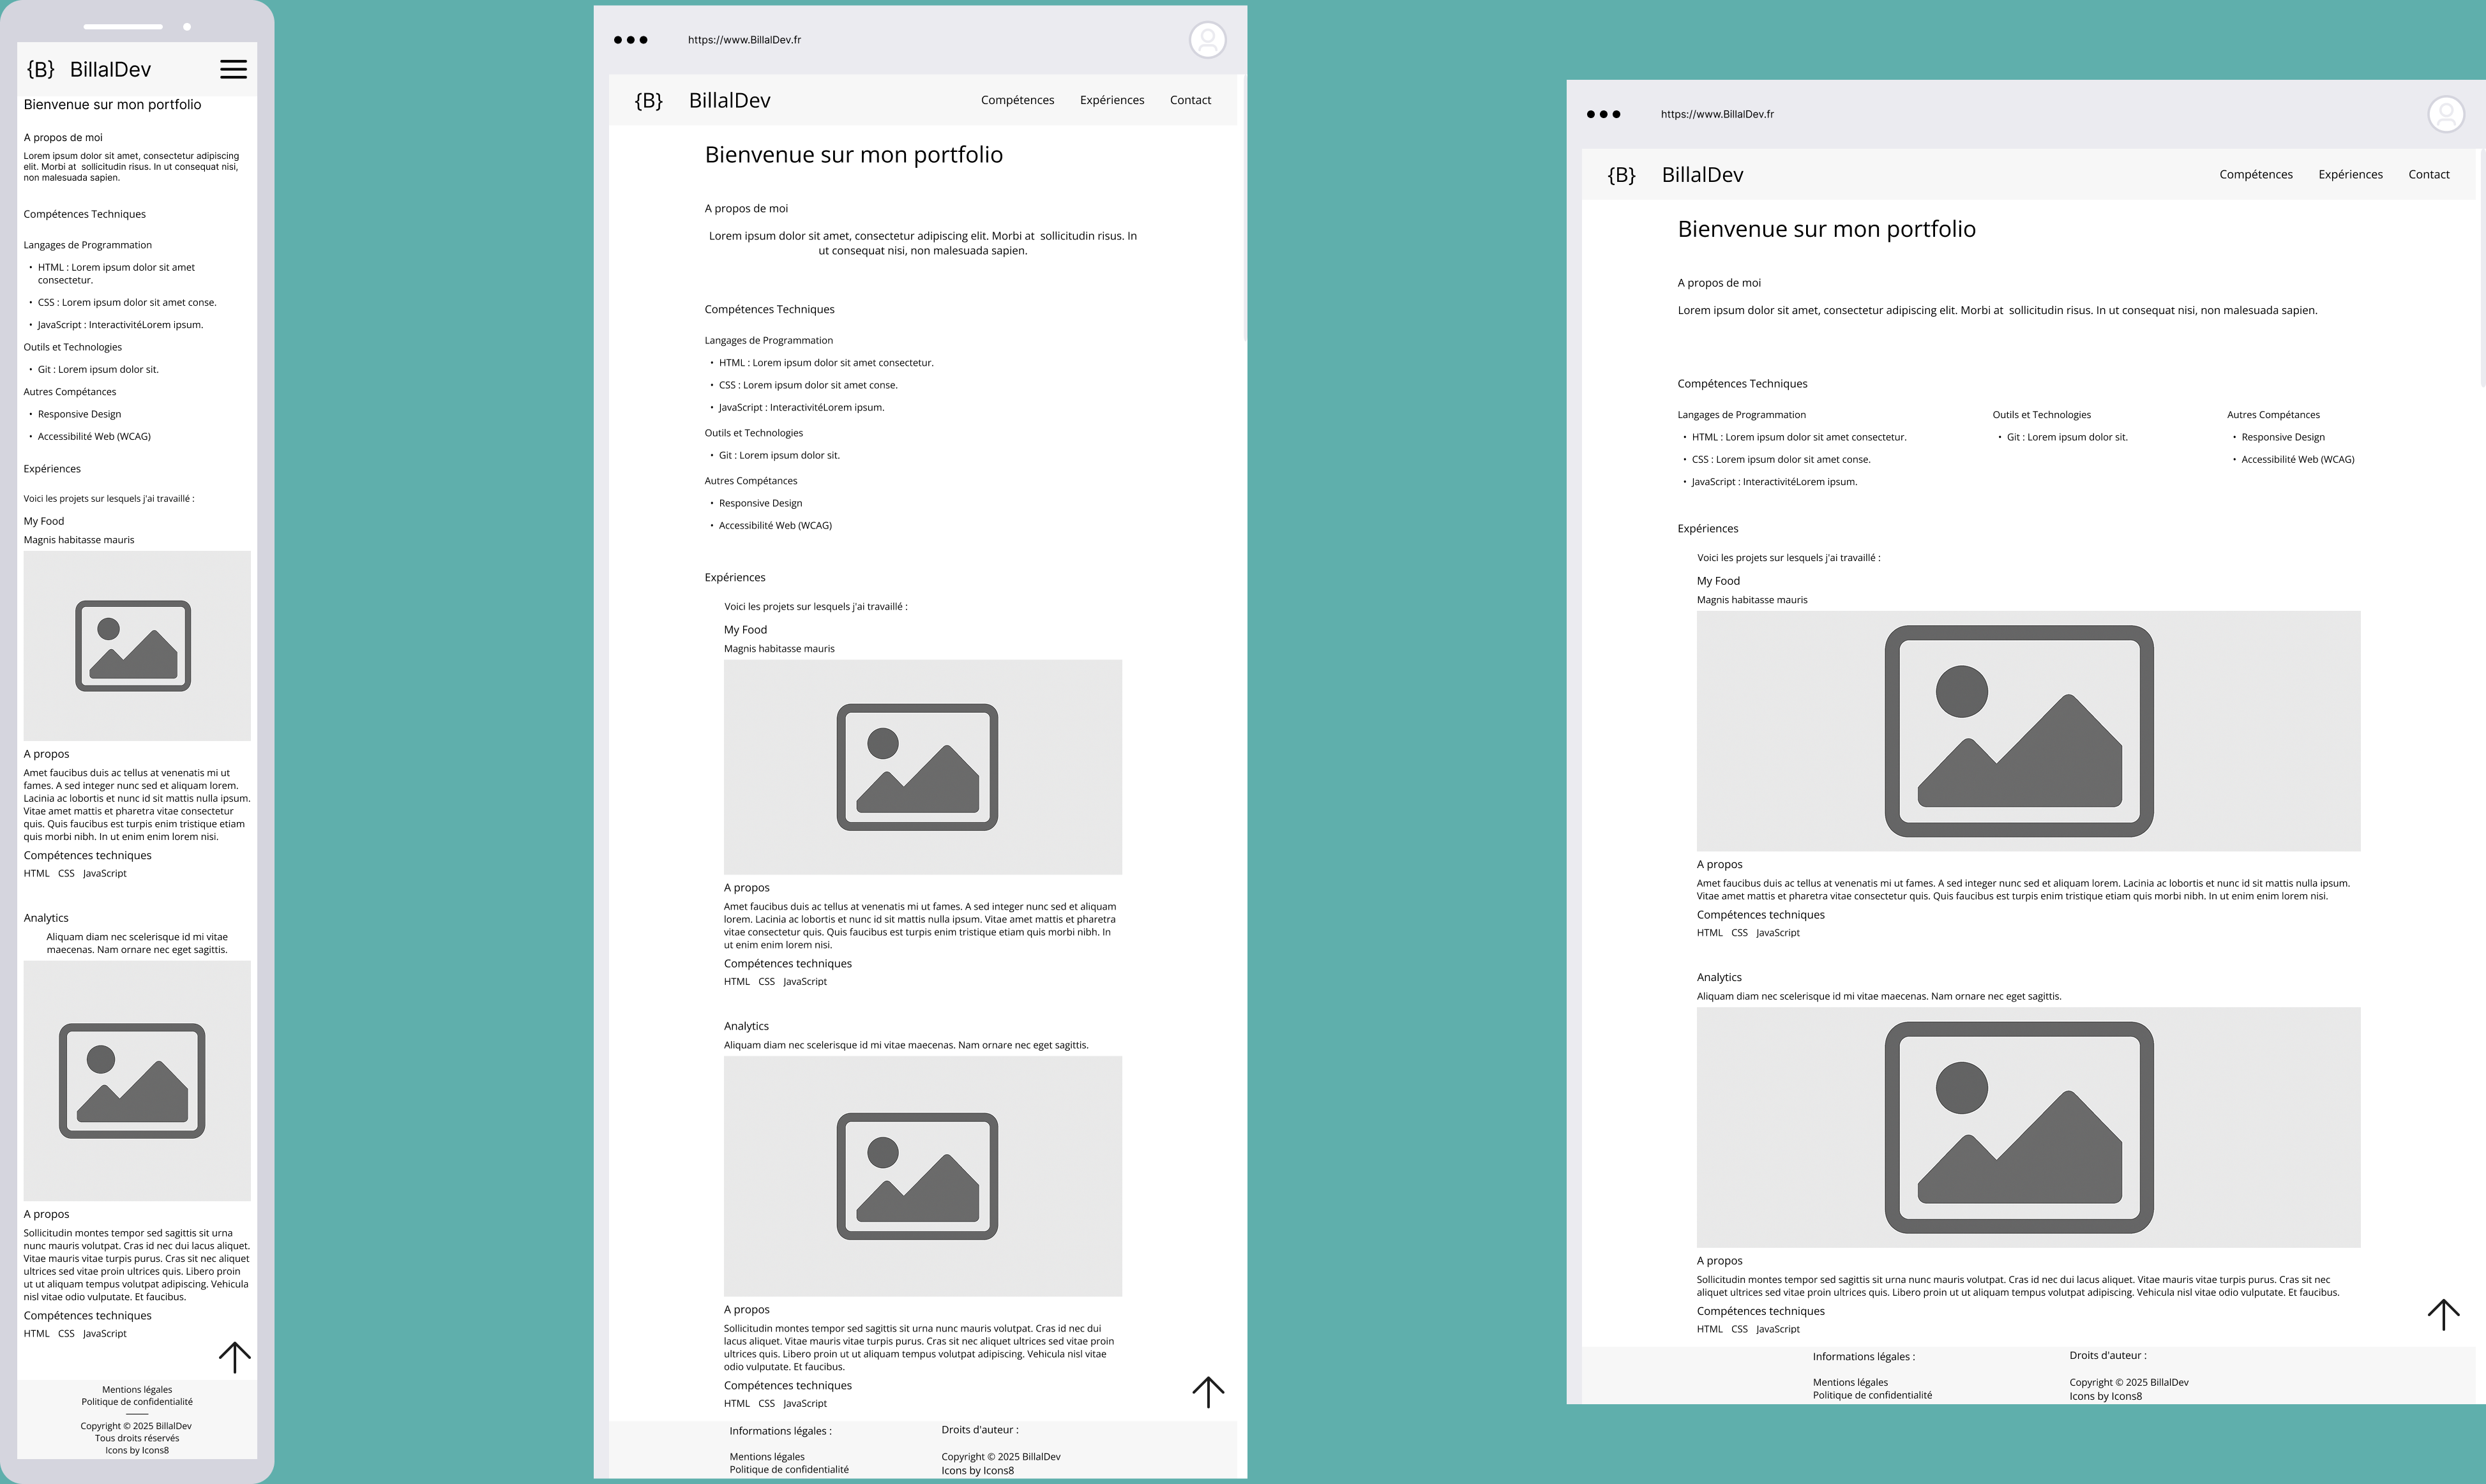 {B} BillalDev
Bienvenue sur mon portfolio
A propos de moi
Lorem ipsum dolor sit amet, consectetur adipiscing
elit. Morbi at  sollicitudin risus. In ut consequat nisi,
non malesuada sapien.
Compétences Techniques
Langages de Programmation
• HTML : Lorem ipsum dolor sit amet
consectetur.
• CSS : Lorem ipsum dolor sit amet conse.
• JavaScript : InteractivitéLorem ipsum.
Outils et Technologies
• Git : Lorem ipsum dolor sit.
Autres Compétances
• Responsive Design
• Accessibilité Web (WCAG)
Expériences
Voici les projets sur lesquels j'ai travaillé :
My Food
Magnis habitasse mauris
A propos
Amet faucibus duis ac tellus at venenatis mi ut
fames. A sed integer nunc sed et aliquam lorem.
Lacinia ac lobortis et nunc id sit mattis nulla ipsum.
Vitae amet mattis et pharetra vitae consectetur
quis. Quis faucibus est turpis enim tristique etiam
quis morbi nibh. In ut enim enim lorem nisi.
Compétences techniques
HTML CSS JavaScript
Analytics
Aliquam diam nec scelerisque id mi vitae
maecenas. Nam ornare nec eget sagittis.
A propos
Sollicitudin montes tempor sed sagittis sit urna
nunc mauris volutpat. Cras id nec dui lacus aliquet.
Vitae mauris vitae turpis purus. Cras sit nec aliquet
ultrices sed vitae proin ultrices quis. Libero proin
ut ut aliquam tempus volutpat adipiscing. Vehicula
nisl vitae odio vulputate. Et faucibus.
Compétences techniques
HTML CSS JavaScript
Mentions légales
Politique de confidentialité
Copyright © 2025 BillalDev
Tous droits réservés
Icons by Icons8
https://www.BillalDev.fr
{B} BillalDev Compétences Expériences Contact
Bienvenue sur mon portfolio
A propos de moi
Lorem ipsum dolor sit amet, consectetur adipiscing elit. Morbi at  sollicitudin risus. In
ut consequat nisi, non malesuada sapien.
Compétences Techniques
Langages de Programmation
• HTML : Lorem ipsum dolor sit amet consectetur.
• CSS : Lorem ipsum dolor sit amet conse.
• JavaScript : InteractivitéLorem ipsum.
Outils et Technologies
• Git : Lorem ipsum dolor sit.
Autres Compétances
• Responsive Design
• Accessibilité Web (WCAG)
Expériences
Voici les projets sur lesquels j'ai travaillé :
My Food
Magnis habitasse mauris
A propos
Amet faucibus duis ac tellus at venenatis mi ut fames. A sed integer nunc sed et aliquam
lorem. Lacinia ac lobortis et nunc id sit mattis nulla ipsum. Vitae amet mattis et pharetra
vitae consectetur quis. Quis faucibus est turpis enim tristique etiam quis morbi nibh. In
ut enim enim lorem nisi.
Compétences techniques
HTML CSS JavaScript
Analytics
Aliquam diam nec scelerisque id mi vitae maecenas. Nam ornare nec eget sagittis.
A propos
Sollicitudin montes tempor sed sagittis sit urna nunc mauris volutpat. Cras id nec dui
lacus aliquet. Vitae mauris vitae turpis purus. Cras sit nec aliquet ultrices sed vitae proin
ultrices quis. Libero proin ut ut aliquam tempus volutpat adipiscing. Vehicula nisl vitae
odio vulputate. Et faucibus.
Compétences techniques
HTML CSS JavaScript
Informations légales :
Mentions légales
Politique de confidentialité
Droits d'auteur :
Copyright © 2025 BillalDev
Icons by Icons8
https://www.BillalDev.fr
{B} BillalDev Compétences Expériences Contact
Bienvenue sur mon portfolio
A propos de moi
Lorem ipsum dolor sit amet, consectetur adipiscing elit. Morbi at  sollicitudin risus. In ut consequat nisi, non malesuada sapien.
Compétences Techniques
Langages de Programmation
• HTML : Lorem ipsum dolor sit amet consectetur.
• CSS : Lorem ipsum dolor sit amet conse.
• JavaScript : InteractivitéLorem ipsum.
Outils et Technologies
• Git : Lorem ipsum dolor sit.
Autres Compétances
• Responsive Design
• Accessibilité Web (WCAG)
Expériences
Voici les projets sur lesquels j'ai travaillé :
My Food
Magnis habitasse mauris
A propos
Amet faucibus duis ac tellus at venenatis mi ut fames. A sed integer nunc sed et aliquam lorem. Lacinia ac lobortis et nunc id sit mattis nulla ipsum.
Vitae amet mattis et pharetra vitae consectetur quis. Quis faucibus est turpis enim tristique etiam quis morbi nibh. In ut enim enim lorem nisi.
Compétences techniques
HTML CSS JavaScript
Analytics
Aliquam diam nec scelerisque id mi vitae maecenas. Nam ornare nec eget sagittis.
A propos
Sollicitudin montes tempor sed sagittis sit urna nunc mauris volutpat. Cras id nec dui lacus aliquet. Vitae mauris vitae turpis purus. Cras sit nec
aliquet ultrices sed vitae proin ultrices quis. Libero proin ut ut aliquam tempus volutpat adipiscing. Vehicula nisl vitae odio vulputate. Et faucibus.
Compétences techniques
HTML CSS JavaScript
Informations légales :
Mentions légales
Politique de confidentialité
Droits d'auteur :
Copyright © 2025 BillalDev
Icons by Icons8